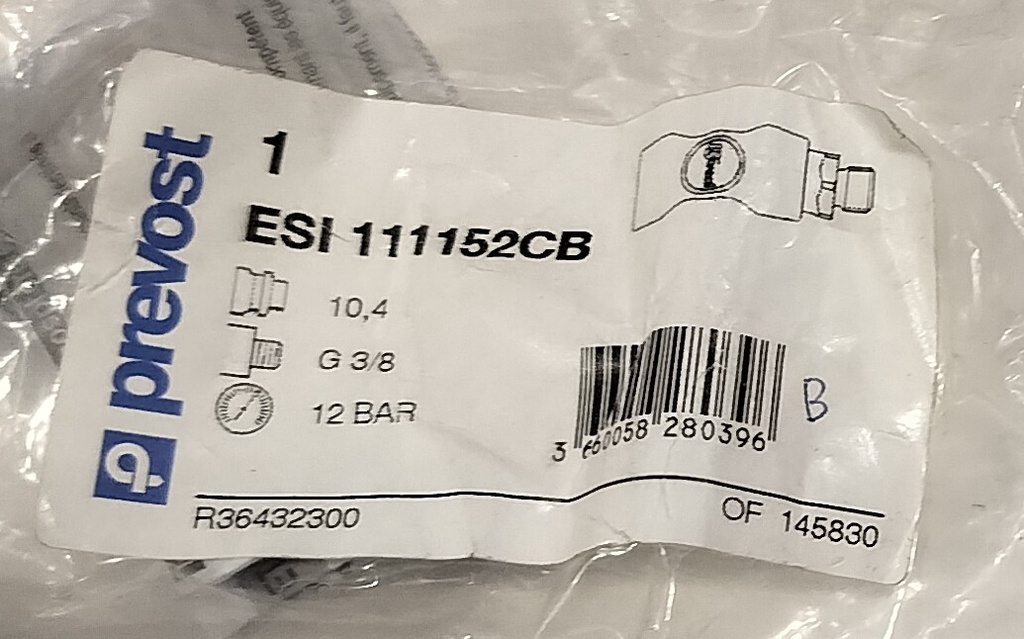 prevost
1
ESI 111152CB
10,4
G 3/8
12 BAR
3 660058 280396
B
R36432300
OF 145830